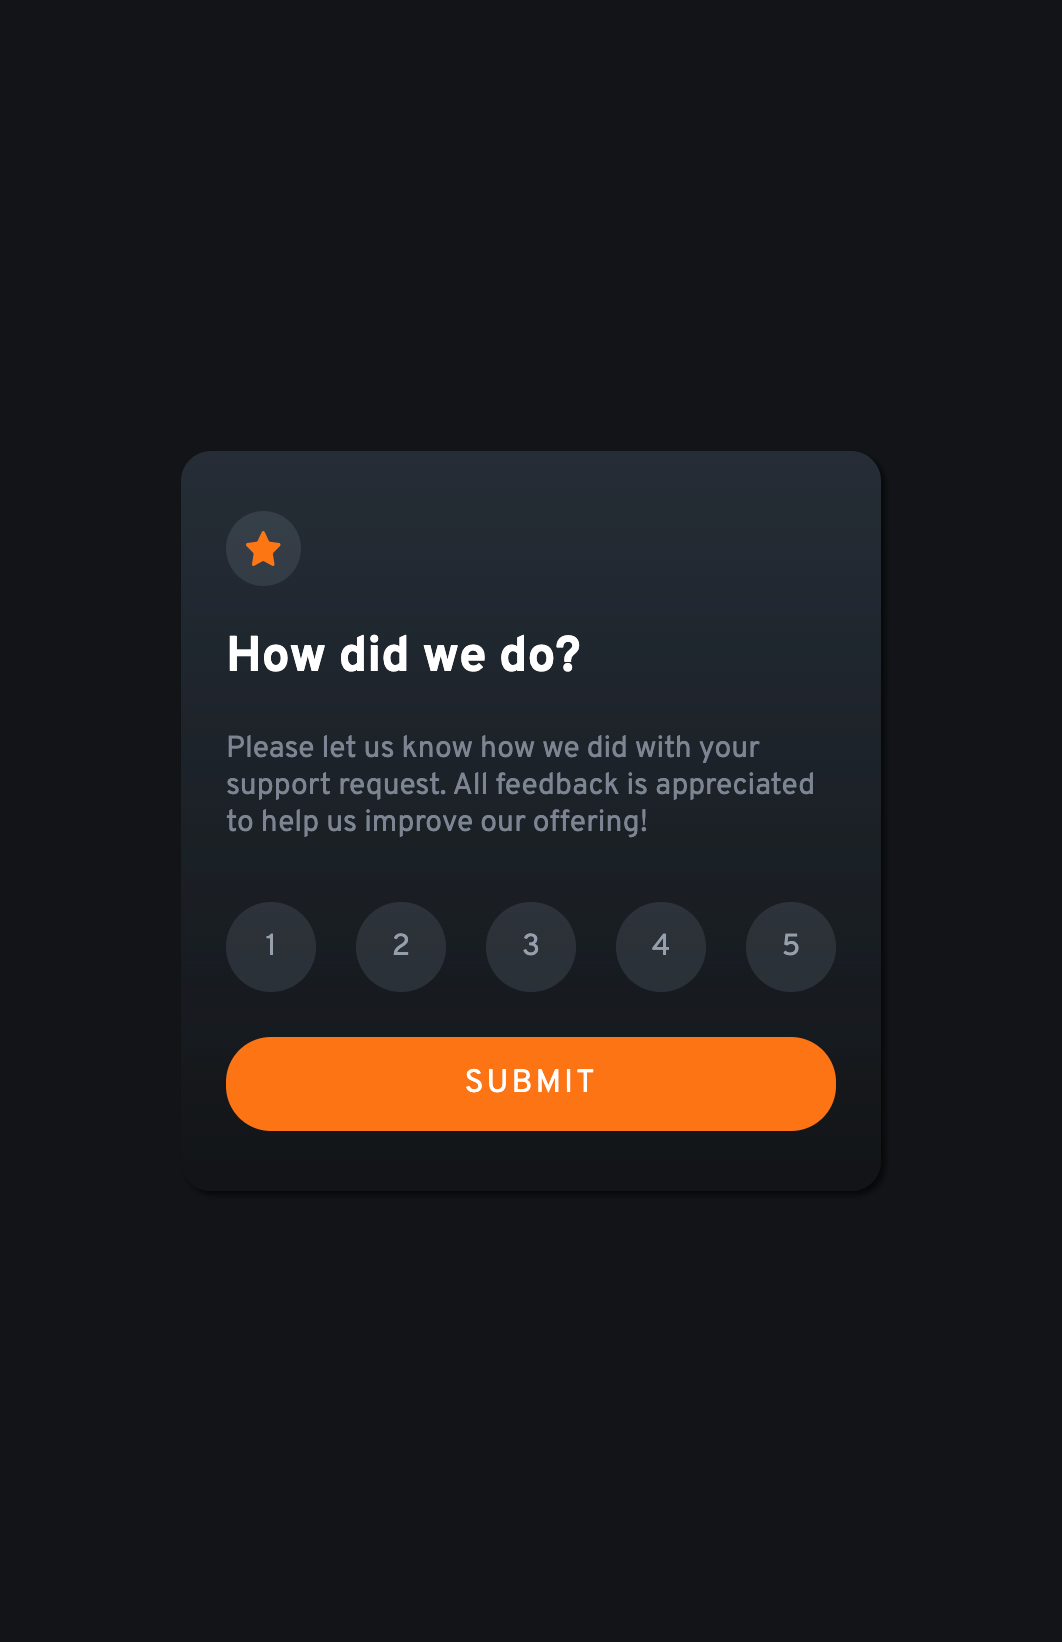 How did we do?
Please let us know how we did with your
support request. All feedback is appreciated
to help us improve our offering!
1 2 3 4 5
SUBMIT